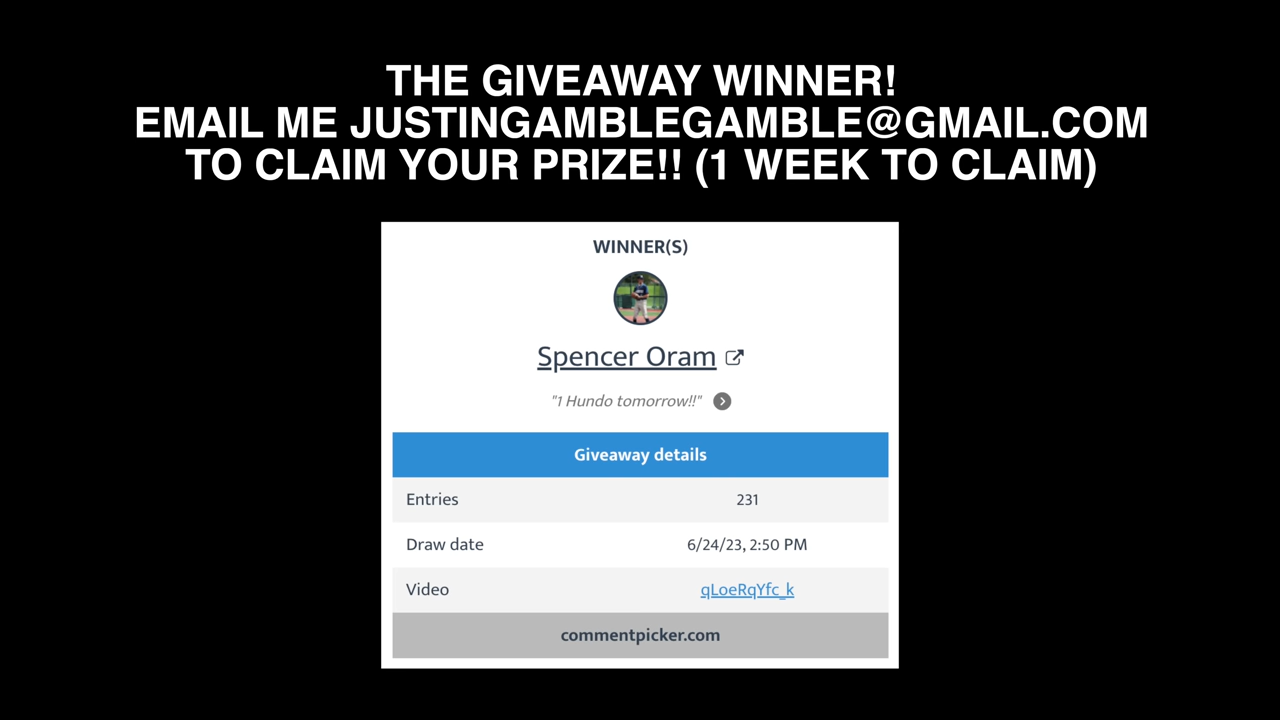 THE GIVEAWAY WINNER!
EMAIL ME JUSTINGAMBLEGAMBLE@GMAIL.COM
TO CLAIM YOUR PRIZE!! (1 WEEK TO CLAIM)
WINNER(S)
Spencer Oram
"1 Hundo tomorrow!!"
Giveaway details
Entries 231
Draw date 6/24/23, 2:50 PM
Video qLoeRqYfc_k
commentpicker.com